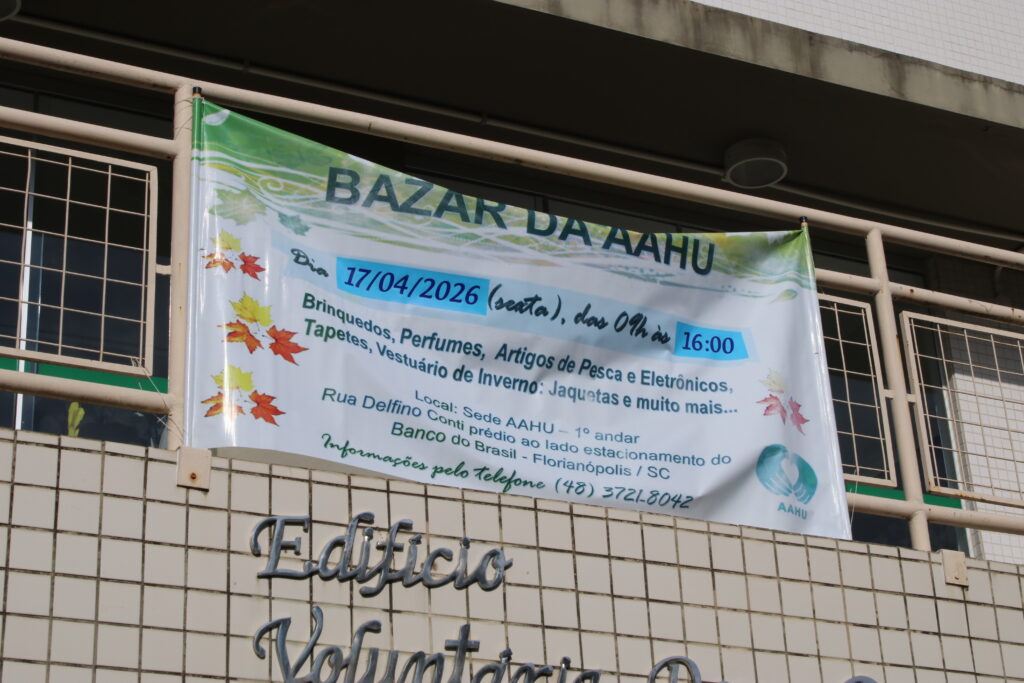 BAZAR DA AAHU
Dia 17/04/2026 (sexta), das 09h às 16:00
Brinquedos, Perfumes, Artigos de Pesca e Eletrônicos,
Tapetes, Vestuário de Inverno: Jaquetas e muito mais...
Local: Sede AAHU – 1º andar
Rua Delfino Conti prédio ao lado estacionamento do
Banco do Brasil - Florianópolis / SC
Informações pelo telefone (48) 3721-8042
AAHU
Edifício